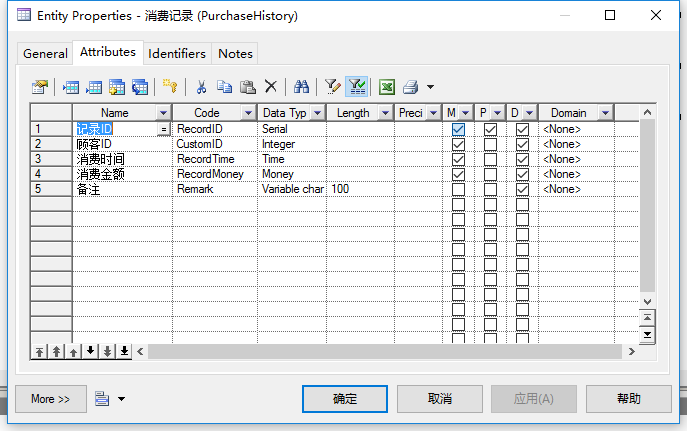 Entity Properties - 消费记录 (PurchaseHistory)
General Attributes Identifiers Notes
Name Code Data Typ Length Preci M P D Domain
1 记录ID = RecordID Serial <None>
2 顾客ID CustomID Integer <None>
3 消费时间 RecordTime Time <None>
4 消费金额 RecordMoney Money <None>
5 备注 Remark Variable char 100 <None>
More >> 确定 取消 应用(A) 帮助